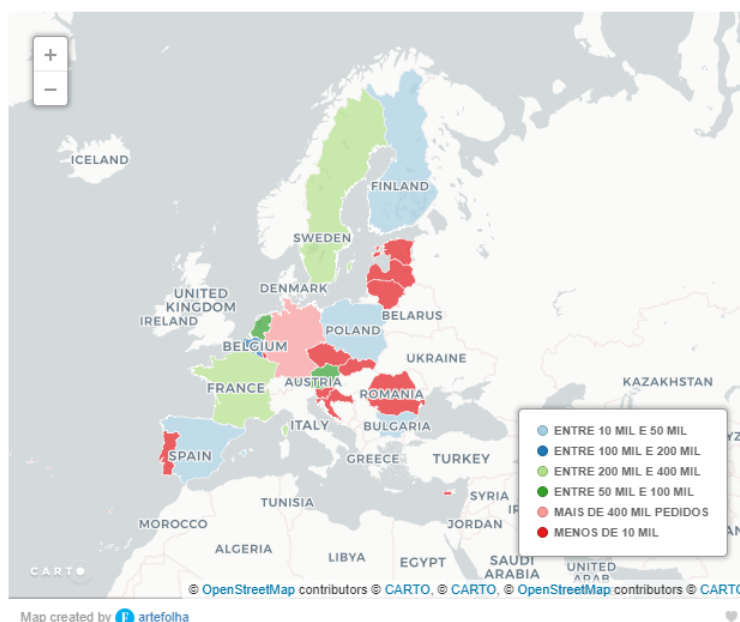 +
−
ICELAND
FINLAND
SWEDEN
DENMARK
UNITED
KINGDOM
IRELAND
BELARUS
POLAND
BELGIUM
UKRAINE
KAZAKHSTAN
AUSTRIA
FRANCE
ROMANIA
ITALY
BULGARIA
SPAIN
GREECE
TURKEY
TUNISIA
SYRIA
MOROCCO
JORDAN
ALGERIA
LIBYA
EGYPT
SAUDI
ARABIA
UNITED
ARAB
ENTRE 10 MIL E 50 MIL
ENTRE 100 MIL E 200 MIL
ENTRE 200 MIL E 400 MIL
ENTRE 50 MIL E 100 MIL
MAIS DE 400 MIL PEDIDOS
MENOS DE 10 MIL
CARTO
© OpenStreetMap contributors © CARTO, © CARTO, © OpenStreetMap contributors © CARTO
Map created by F artefolha